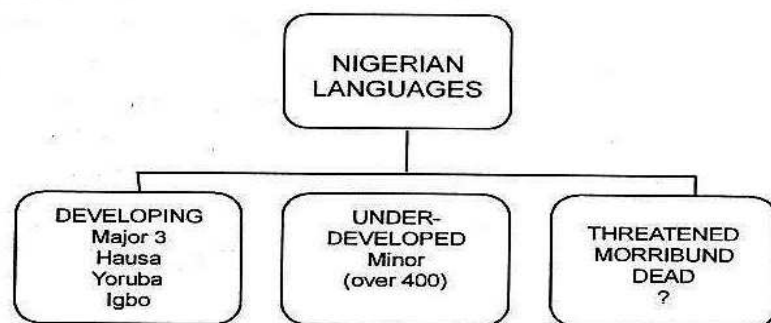 NIGERIAN
LANGUAGES
DEVELOPING
Major 3
Hausa
Yoruba
Igbo
UNDER-
DEVELOPED
Minor
(over 400)
THREATENED
MORRIBUND
DEAD
?